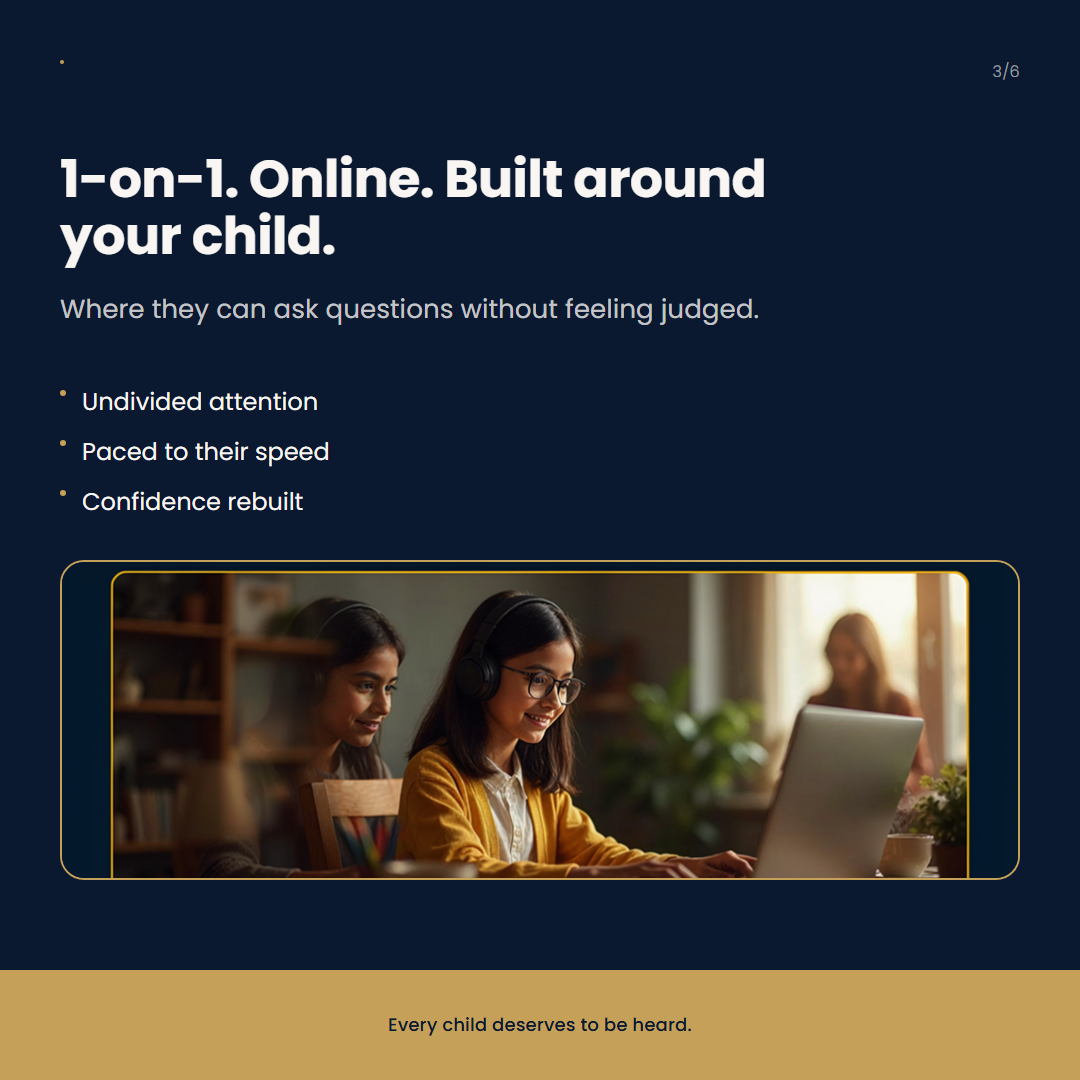 3/6
1-on-1. Online. Built around
your child.
Where they can ask questions without feeling judged.
• Undivided attention
• Paced to their speed
• Confidence rebuilt
Every child deserves to be heard.